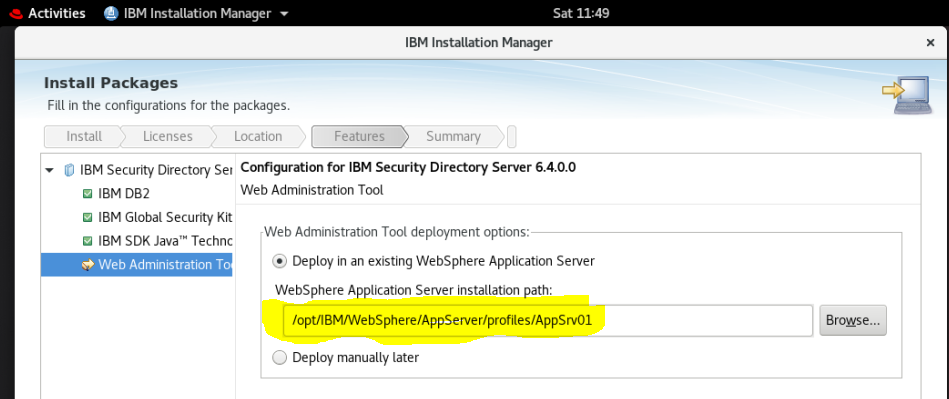 Activities IBM Installation Manager Sat 11:49
IBM Installation Manager ×
Install Packages
Fill in the configurations for the packages.
Install Licenses Location Features Summary
IBM Security Directory Ser
IBM DB2
IBM Global Security Kit
IBM SDK Java™ Techno
Web Administration Too
Configuration for IBM Security Directory Server 6.4.0.0
Web Administration Tool
Web Administration Tool deployment options:
Deploy in an existing WebSphere Application Server
WebSphere Application Server installation path:
/opt/IBM/WebSphere/AppServer/profiles/AppSrv01 Browse...
Deploy manually later